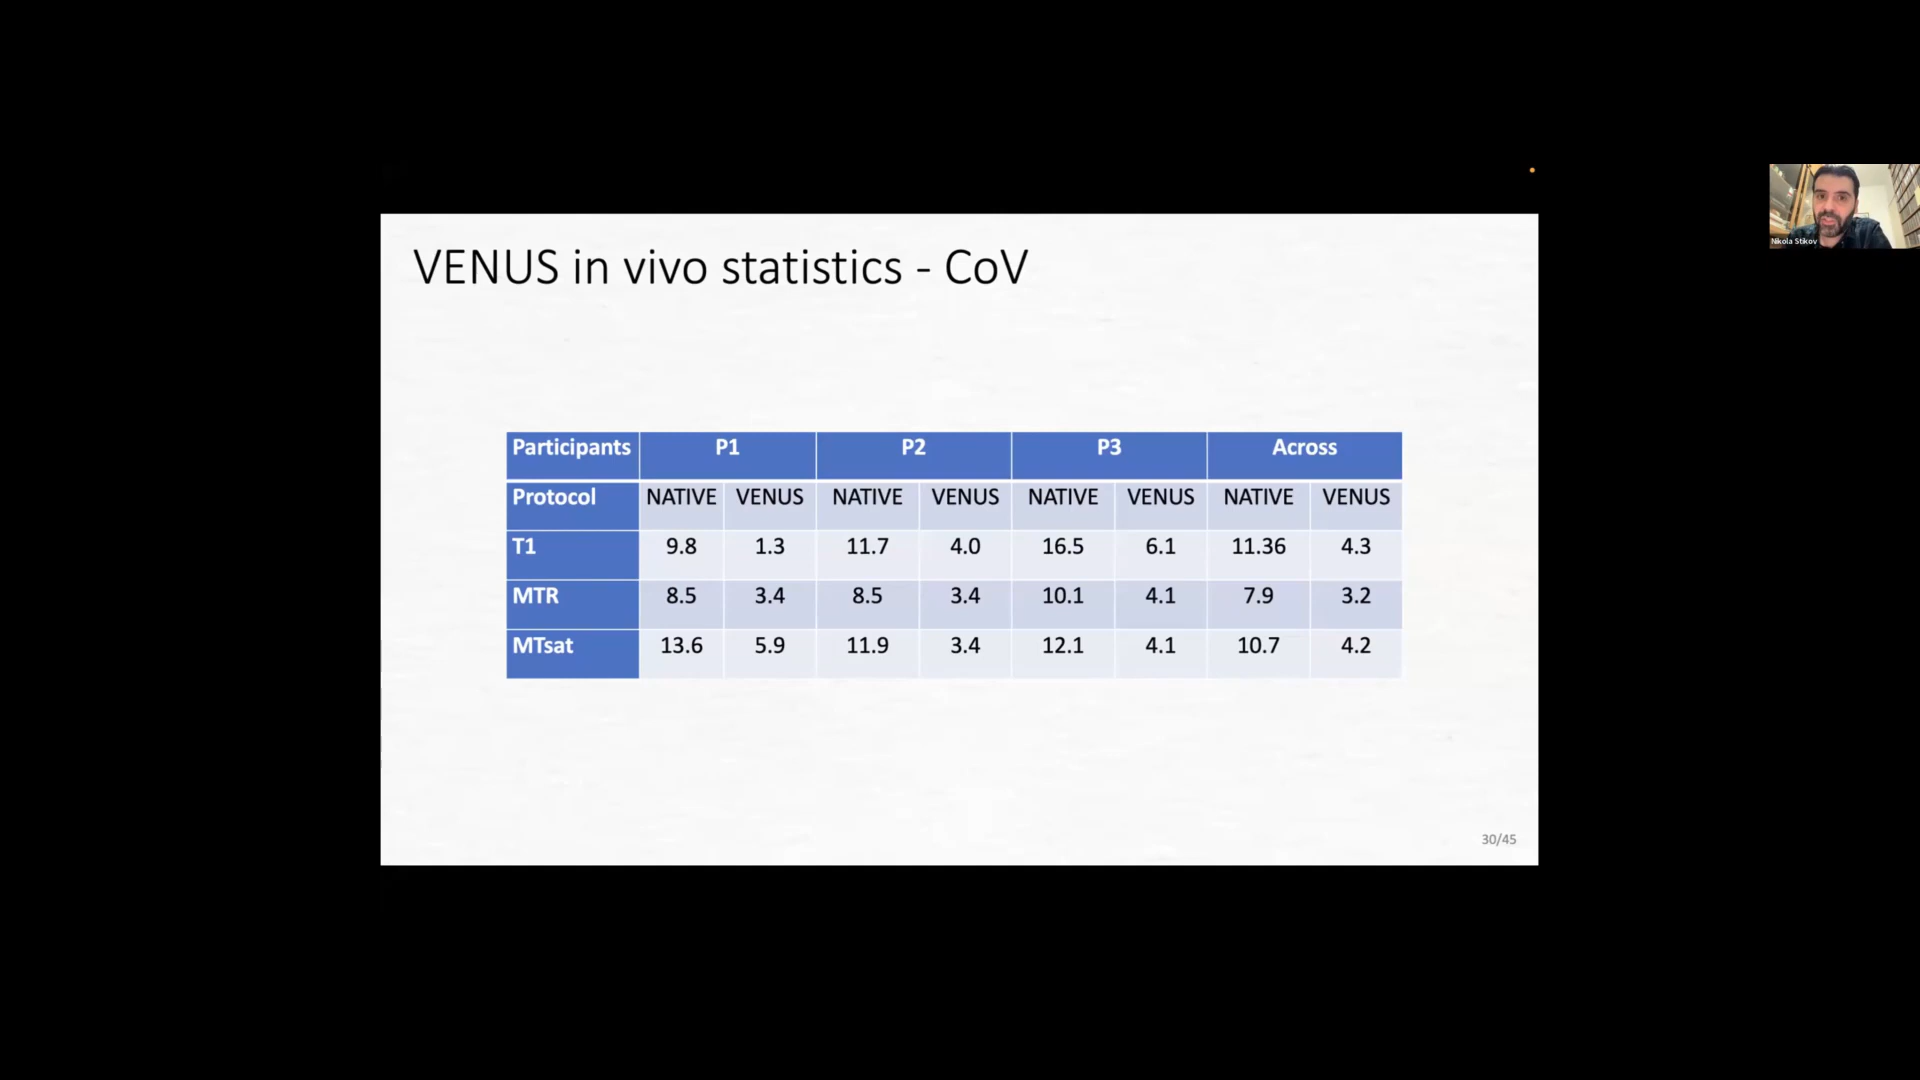 Nikola Stikov
VENUS in vivo statistics - CoV
Participants P1 P2 P3 Across
Protocol NATIVE VENUS NATIVE VENUS NATIVE VENUS NATIVE VENUS
T1 9.8 1.3 11.7 4.0 16.5 6.1 11.36 4.3
MTR 8.5 3.4 8.5 3.4 10.1 4.1 7.9 3.2
MTsat 13.6 5.9 11.9 3.4 12.1 4.1 10.7 4.2
30/45